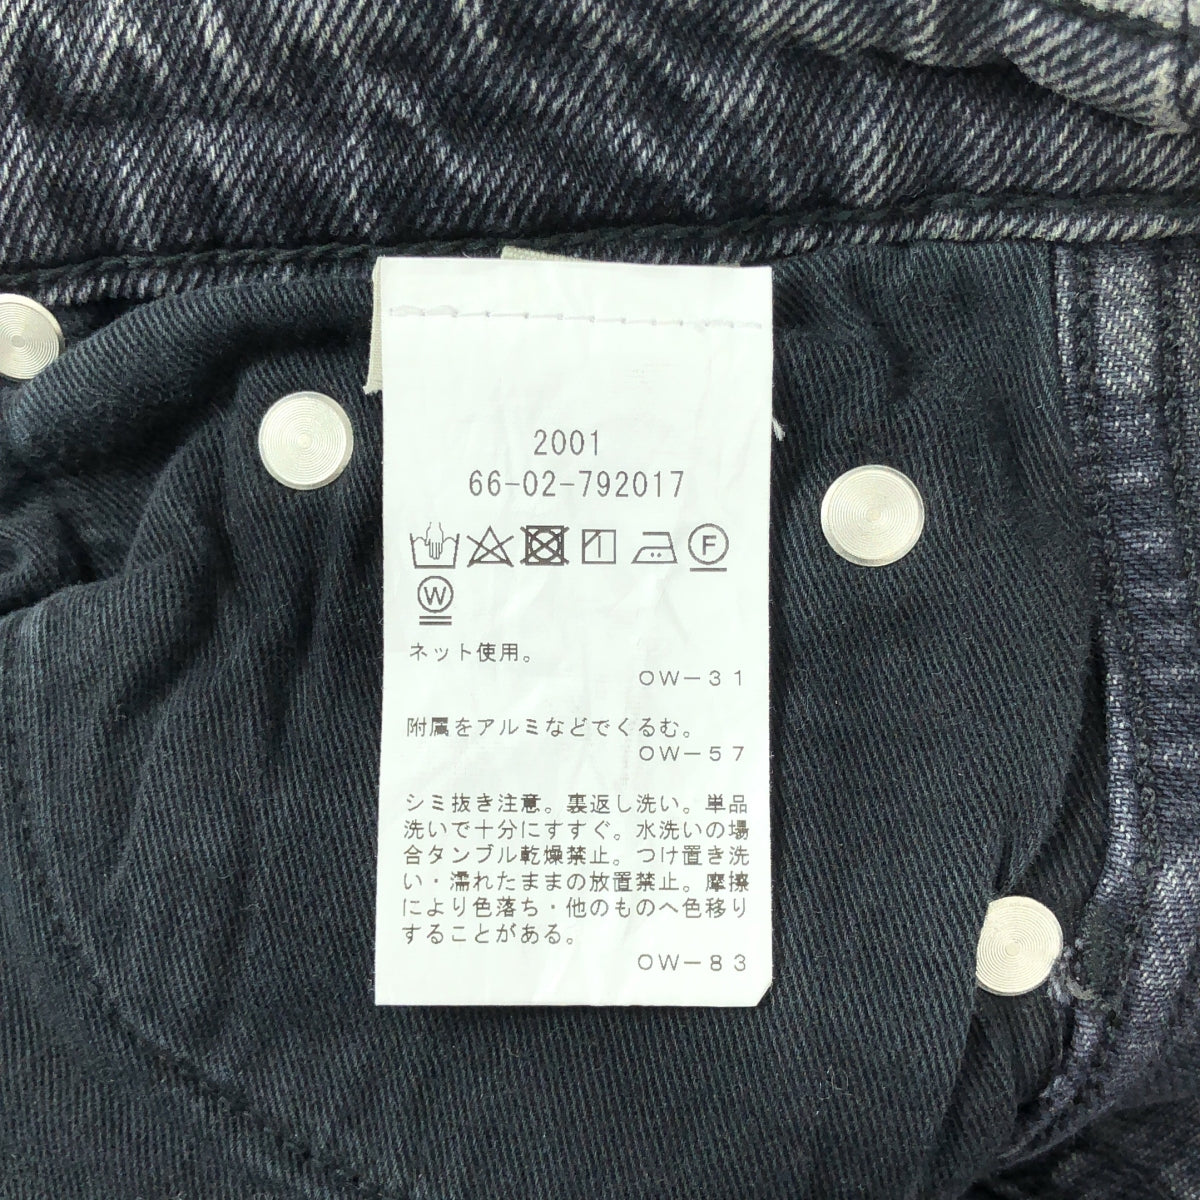 2001
66-02-792017
F
W
ネット使用。
OW-31
附属をアルミなどでくるむ。
OW-57
シミ抜き注意。裏返し洗い。単品
洗いで十分にすすぐ。水洗いの場
合タンブル乾燥禁止。つけ置き洗
い・濡れたままの放置禁止。摩擦
により色落ち・他のものへ色移り
することがある。
OW-83